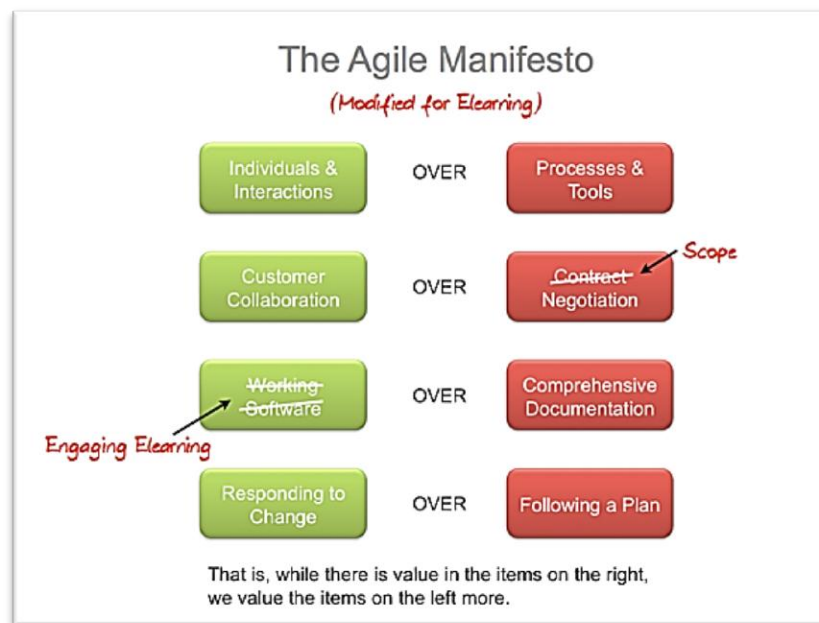 The Agile Manifesto
(Modified for Elearning)
Individuals &
Interactions
OVER
Processes &
Tools
Scope
Customer
Collaboration
OVER
Contract
Negotiation
Working
Software
OVER
Comprehensive
Documentation
Engaging Elearning
Responding to
Change
OVER
Following a Plan
That is, while there is value in the items on the right,
we value the items on the left more.